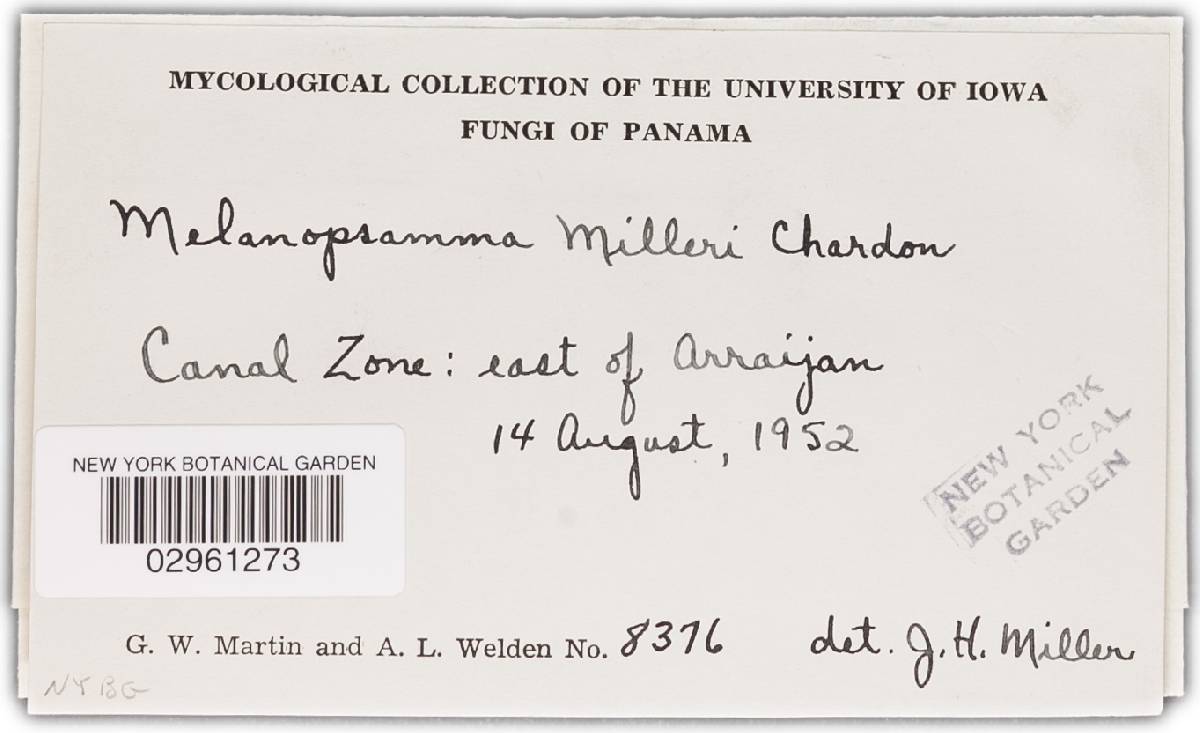 MYCOLOGICAL COLLECTION OF THE UNIVERSITY OF IOWA
FUNGI OF PANAMA
Melanopsamma Milleri Chardon
Canal Zone: east of Arraijan
14 August, 1952
NEW YORK BOTANICAL GARDEN
02961273
NEW YORK
BOTANICAL
GARDEN
G. W. Martin and A. L. Welden No. 8376 det. J. H. Miller
NYBG